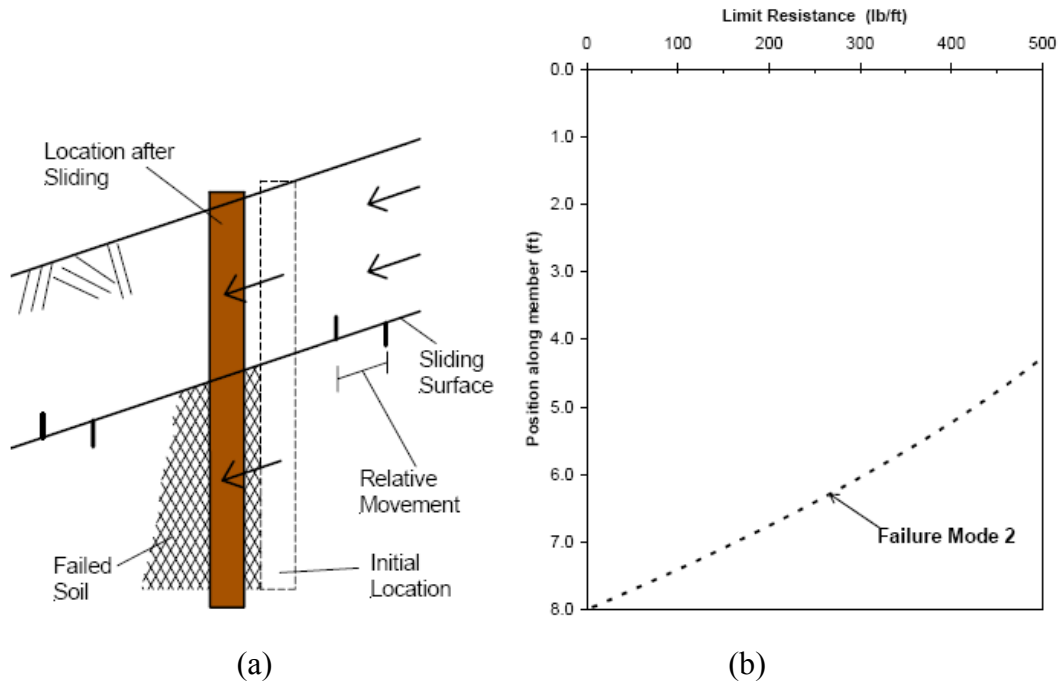 Location after
Sliding
Sliding
Surface
Relative
Movement
Failed
Soil
Initial
Location
(a)
Limit Resistance (lb/ft)
0 100 200 300 400 500
Position along member (ft)
0.0
1.0
2.0
3.0
4.0
5.0
6.0
7.0
8.0
Failure Mode 2
(b)